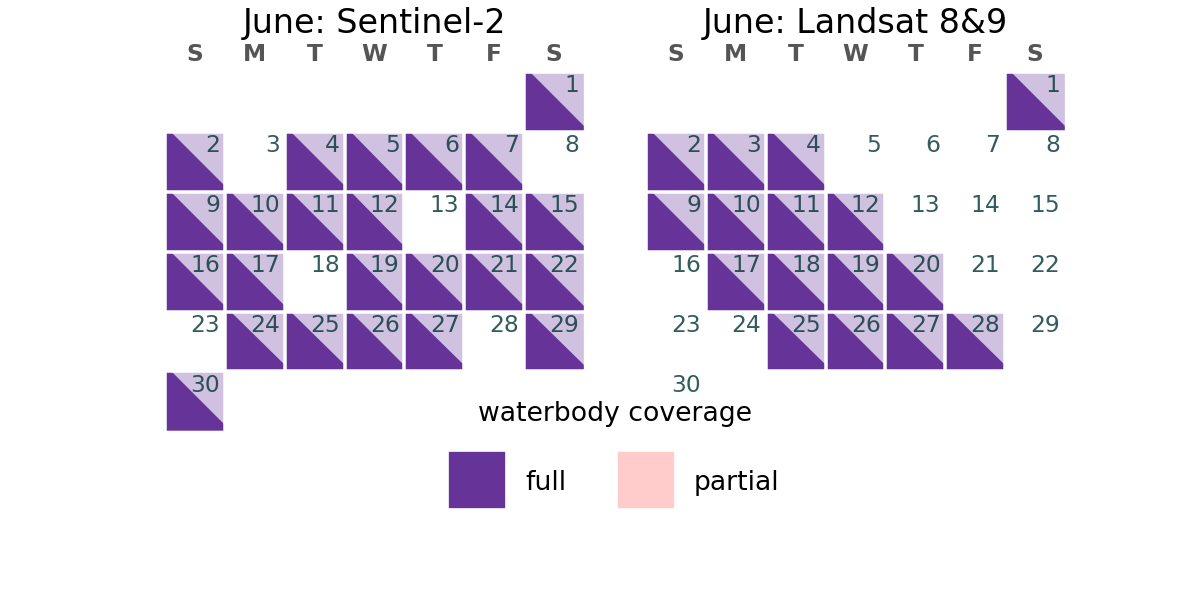 June: Sentinel-2
S M T W T F S
1
2 3 4 5 6 7 8
9 10 11 12 13 14 15
16 17 18 19 20 21 22
23 24 25 26 27 28 29
30
June: Landsat 8&9
S M T W T F S
1
2 3 4 5 6 7 8
9 10 11 12 13 14 15
16 17 18 19 20 21 22
23 24 25 26 27 28 29
30
waterbody coverage
full partial